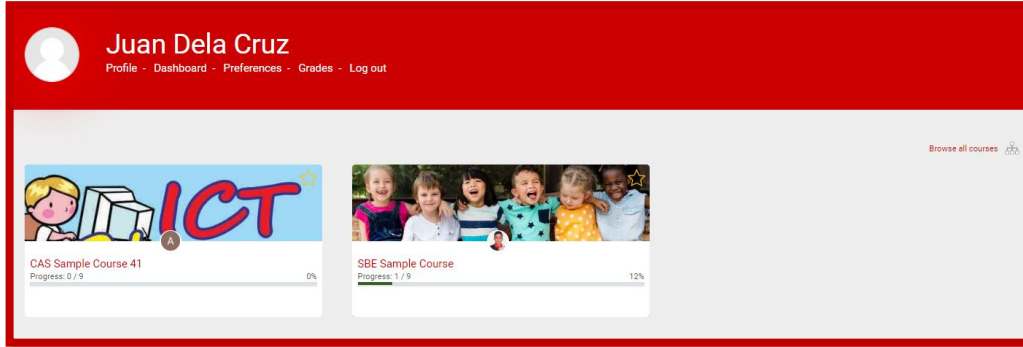 Juan Dela Cruz
Profile - Dashboard - Preferences - Grades - Log out
Browse all courses
ICT
A
CAS Sample Course 41
Progress: 0 / 9 0%
SBE Sample Course
Progress: 1 / 9 12%